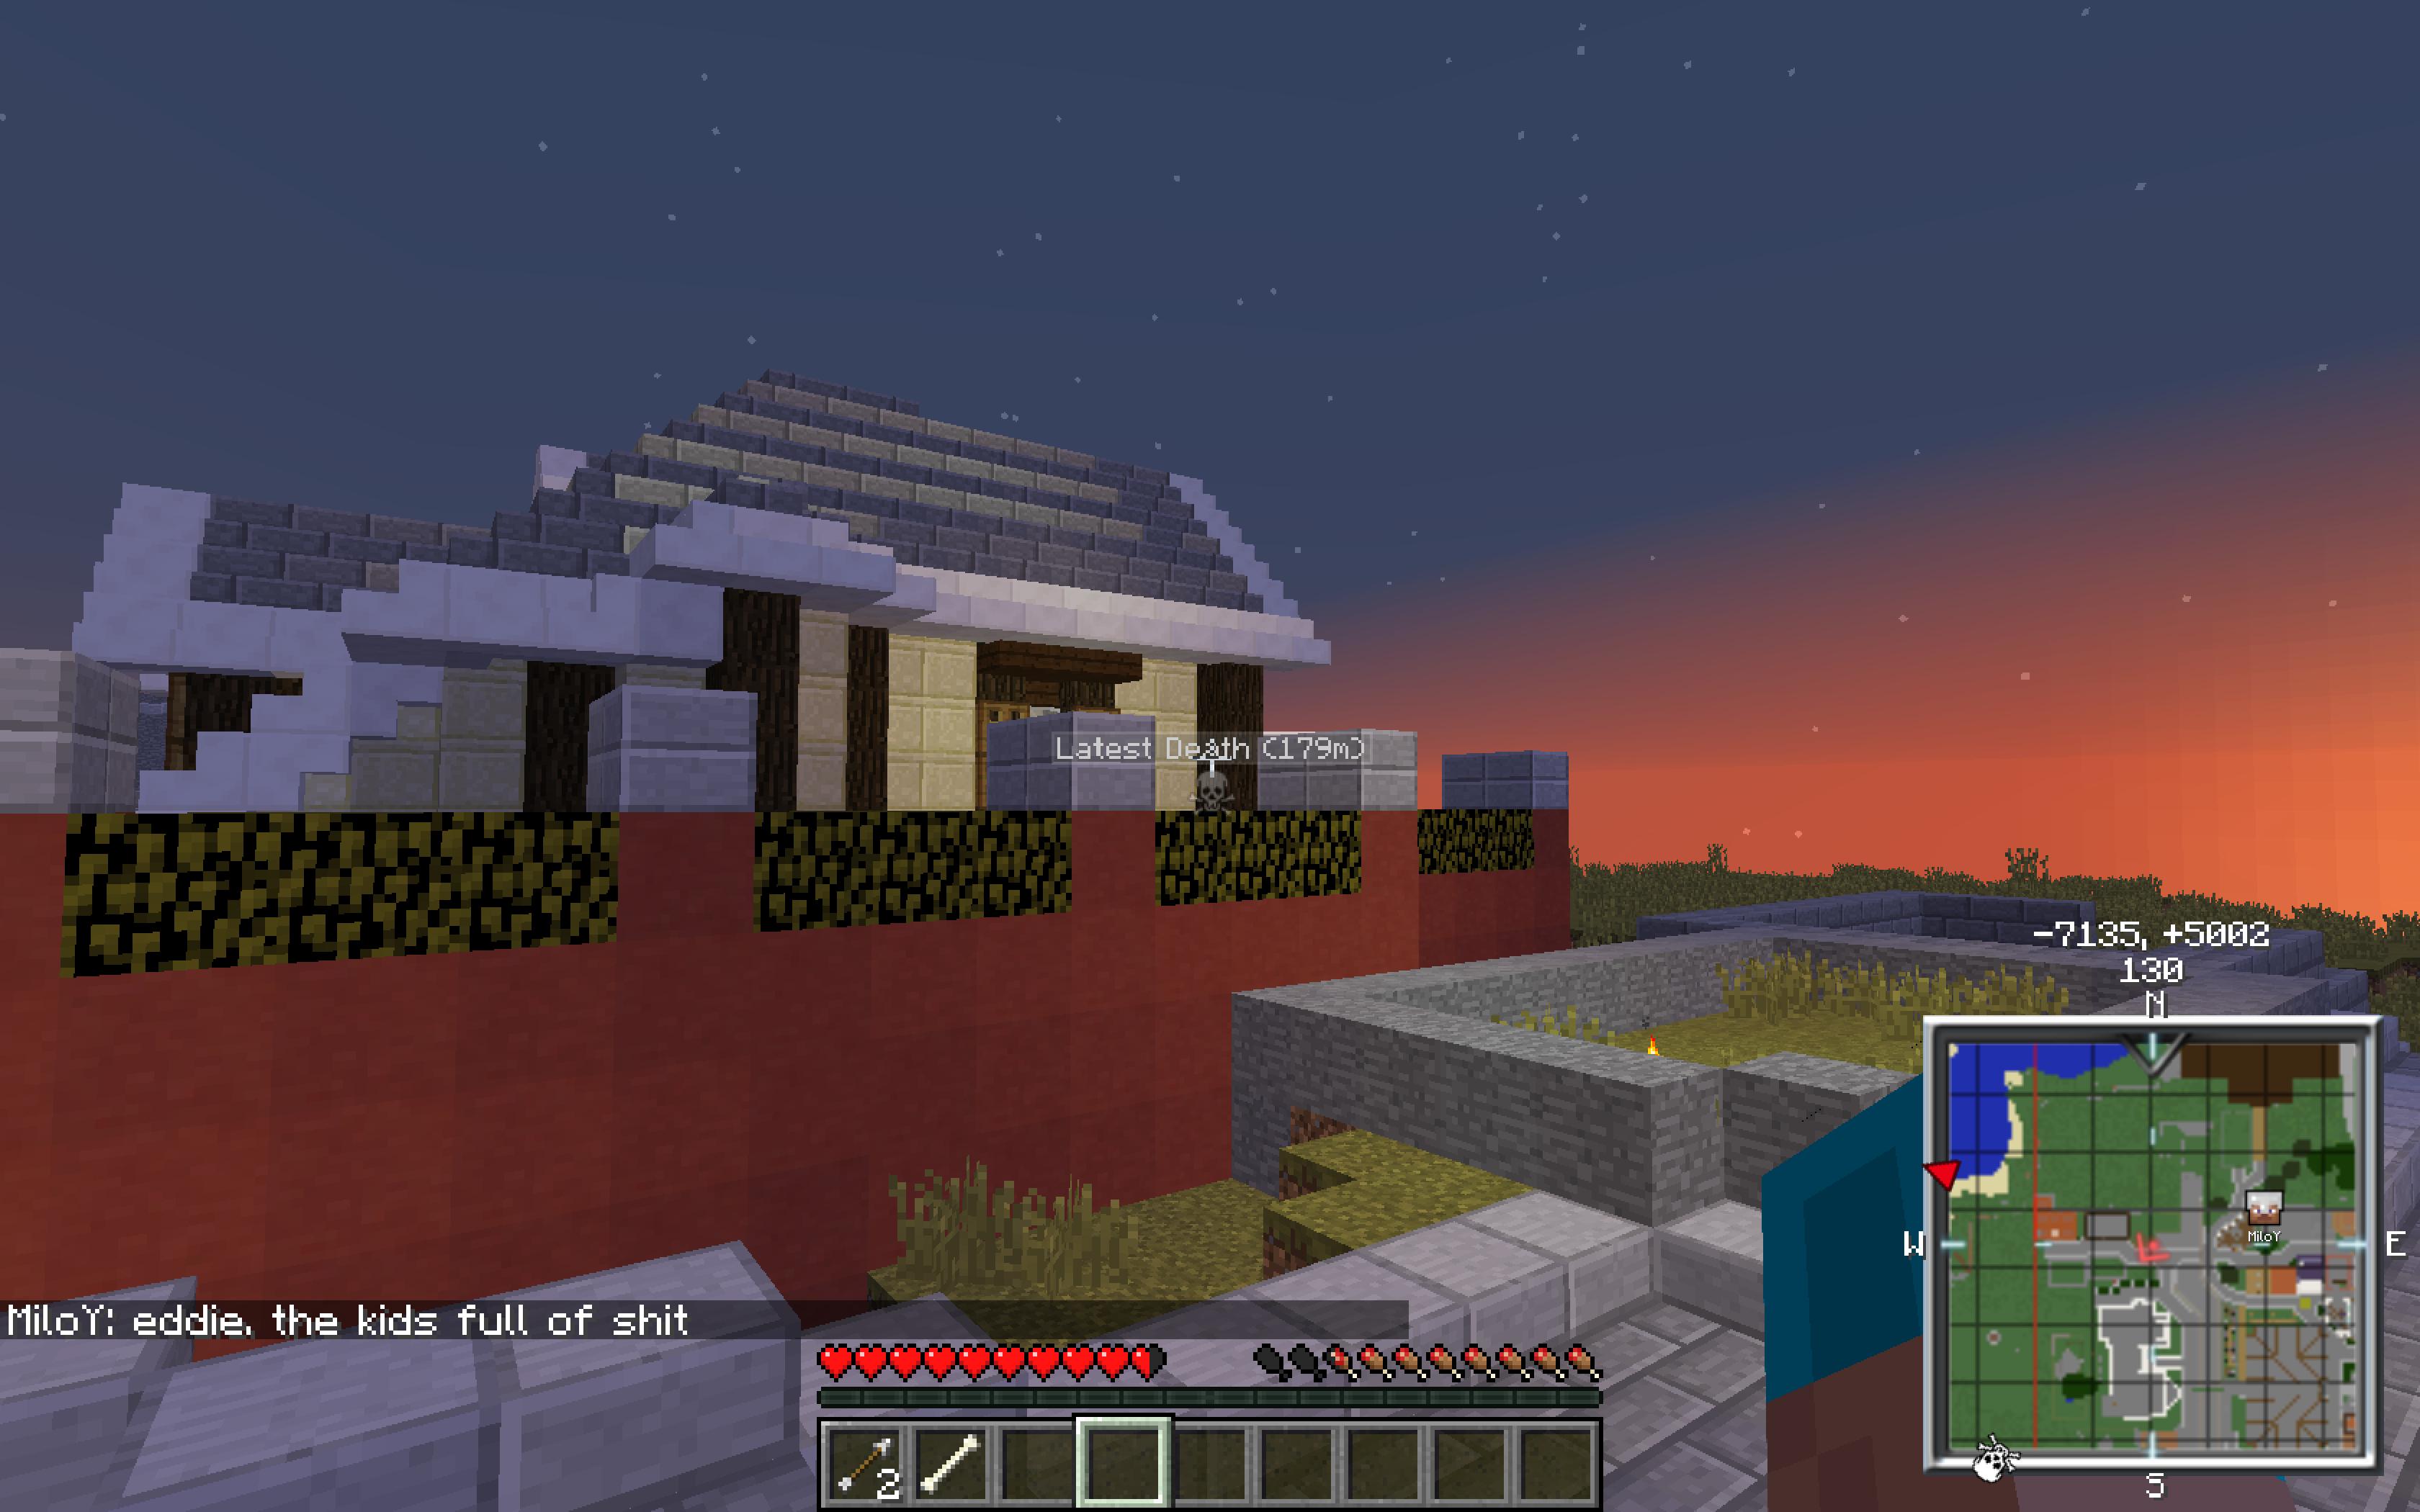 Latest Death (179m)
-7135, +5002
130
N
MiloY
W
E
MiloY: eddie, the kids full of shit
2
S